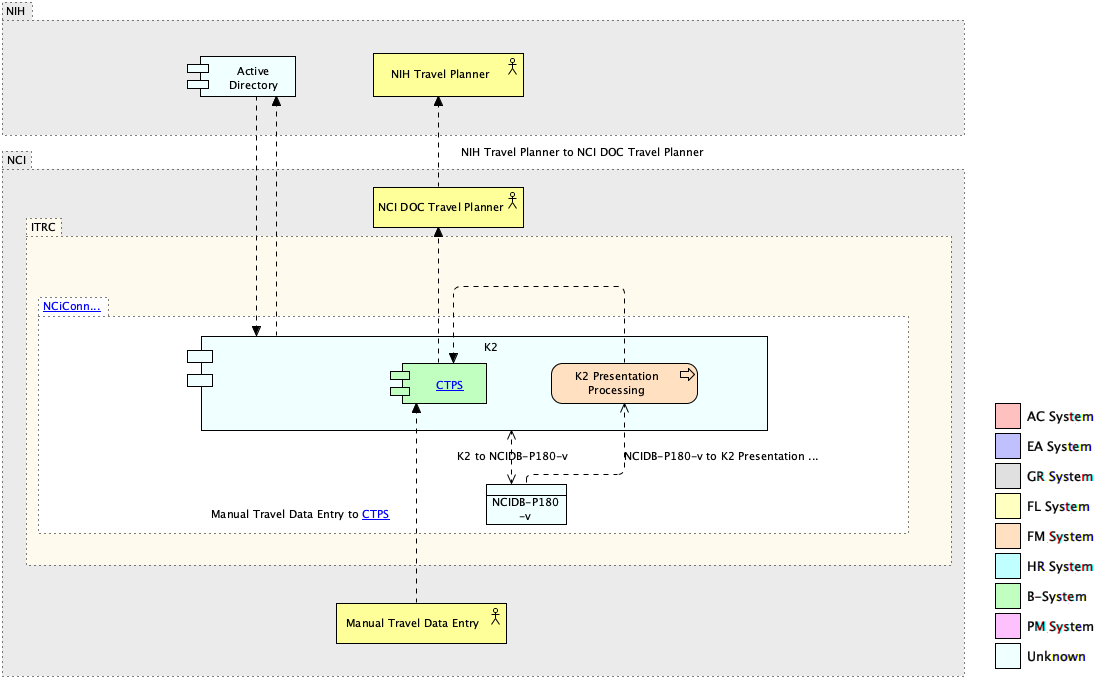 NIH
Active
Directory
NIH Travel Planner
NIH Travel Planner to NCI DOC Travel Planner
NCI
NCI DOC Travel Planner
ITRC
NCiConn...
K2
CTPS
K2 Presentation
Processing
K2 to NCIDB-P180-v
NCIDB-P180-v to K2 Presentation ...
NCIDB-P180
-v
Manual Travel Data Entry to CTPS
Manual Travel Data Entry
AC System
EA System
GR System
FL System
FM System
HR System
B-System
PM System
Unknown